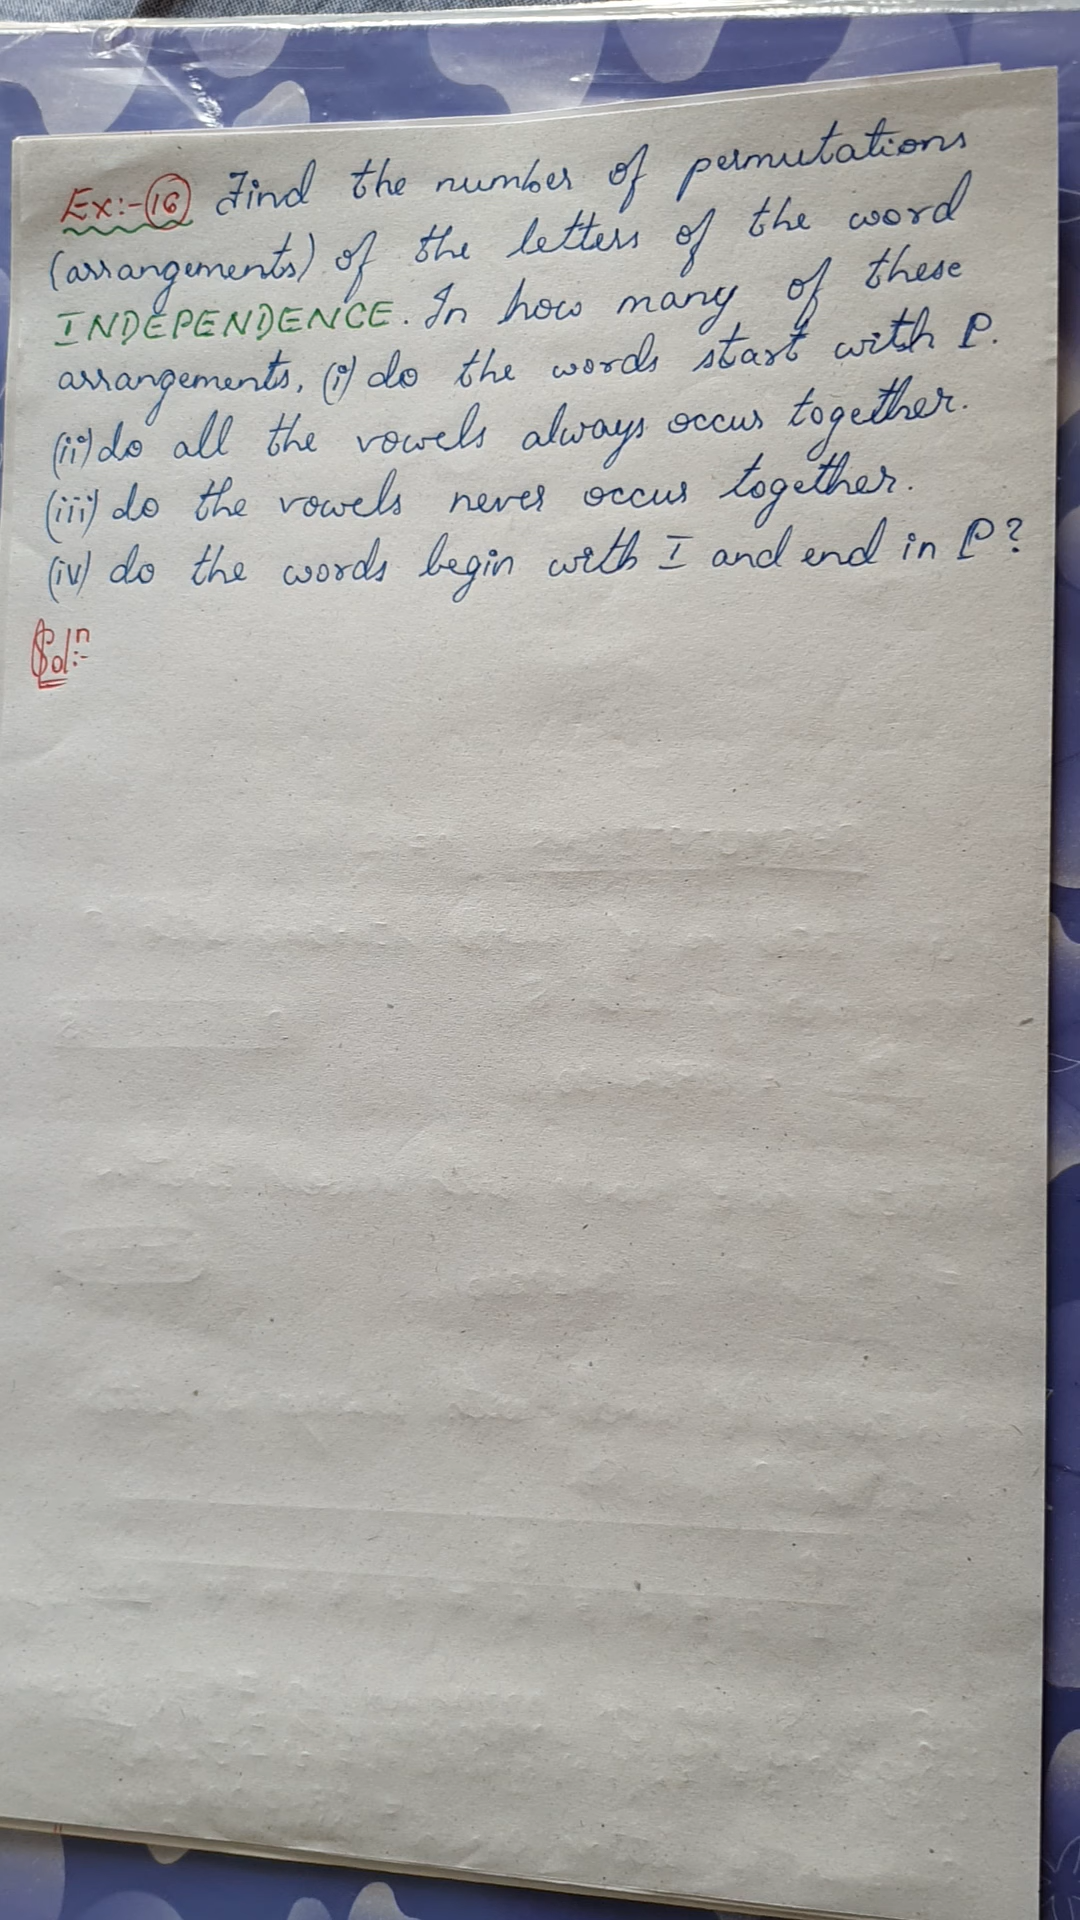 Ex:-(16) Find the number of permutations
(arrangements) of the letters of the word
INDEPENDENCE. In how many of these
arrangements, (i) do the words start with P.
(ii) do all the vowels always occur together.
(iii) do the vowels never occur together.
(iv) do the words begin with I and end in P?
Solⁿ:-